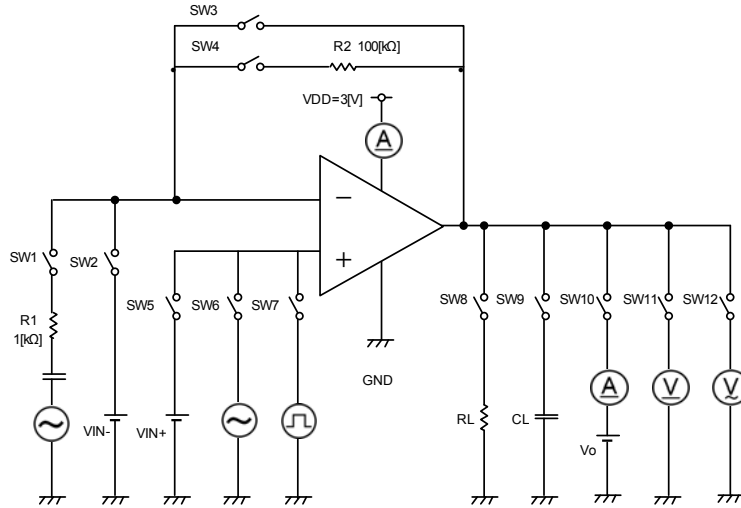 SW3
SW4
R2 100[kΩ]
VDD=3[V]
A
−
+
SW1
SW2
SW5
SW6
SW7
SW8
SW9
SW10
SW11
SW12
R1
1[kΩ]
GND
A
V
V
~
VIN-
VIN+
RL
CL
Vo